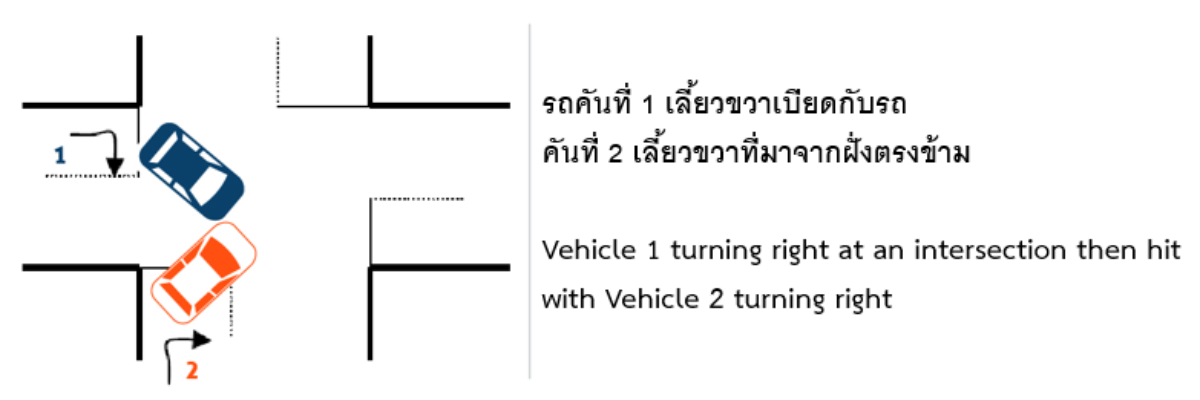 1
2
รถคันที่ 1 เลี้ยวขวาเบียดกับรถ
คันที่ 2 เลี้ยวขวาที่มาจากฝั่งตรงข้าม
Vehicle 1 turning right at an intersection then hit
with Vehicle 2 turning right